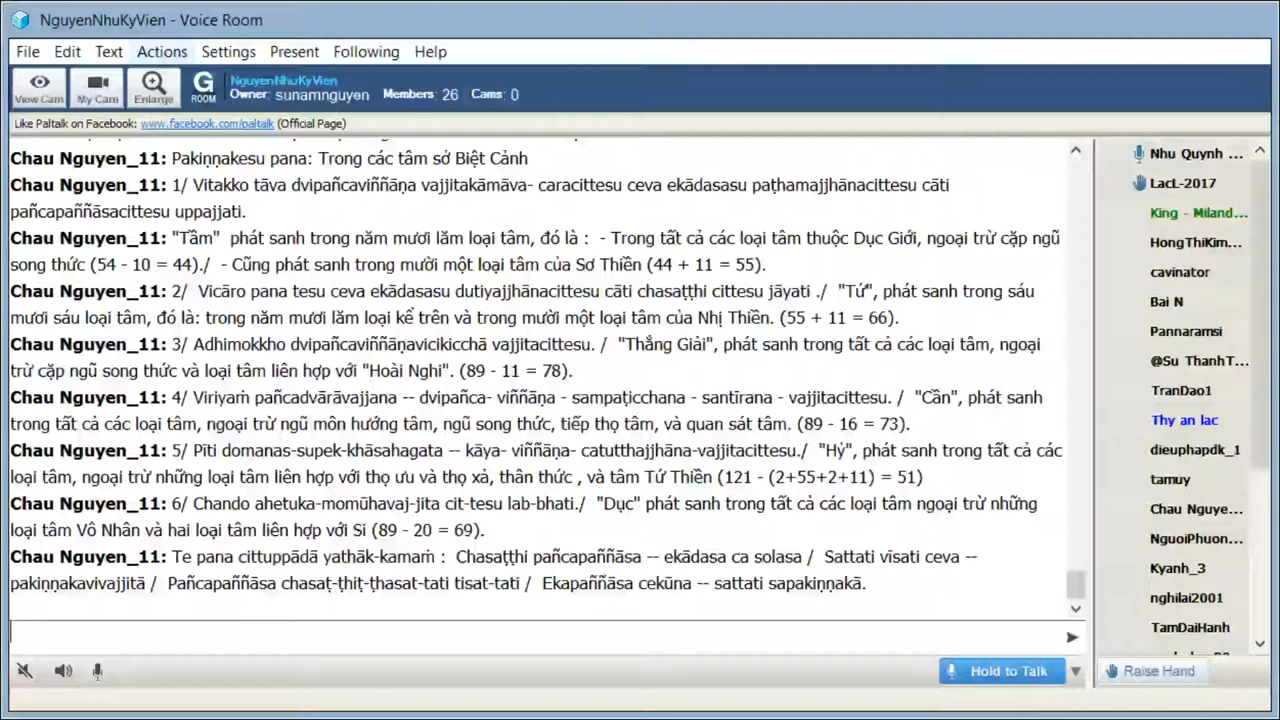 NguyenNhuKyVien - Voice Room
File Edit Text Actions Settings Present Following Help
View Cam My Cam Enlarge G ROOM
NguyenNhuKyVien
Owner: sunamnguyen Members: 26 Cams: 0
Like Paltalk on Facebook: www.facebook.com/paltalk (Official Page)
Chau Nguyen_11: Pakiṇṇakesu pana: Trong các tâm sở Biệt Cảnh
Chau Nguyen_11: 1/ Vitakko tāva dvipañcaviññāṇa vajjitakāmāva- caracittesu ceva ekādasasu paṭhamajjhānacittesu cāti
pañcapaññāsacittesu uppajjati.
Chau Nguyen_11: "Tầm" phát sanh trong năm mươi lăm loại tâm, đó là : - Trong tất cả các loại tâm thuộc Dục Giới, ngoại trừ cặp ngũ
song thức (54 - 10 = 44)./ - Cũng phát sanh trong mười một loại tâm của Sơ Thiền (44 + 11 = 55).
Chau Nguyen_11: 2/ Vicāro pana tesu ceva ekādasasu dutiyajjhānacittesu cāti chasaṭṭhi cittesu jāyati ./ "Tứ", phát sanh trong sáu
mươi sáu loại tâm, đó là: trong năm mươi lăm loại kể trên và trong mười một loại tâm của Nhị Thiền. (55 + 11 = 66).
Chau Nguyen_11: 3/ Adhimokkho dvipañcaviññāṇavicikicchā vajjitacittesu. / "Thắng Giải", phát sanh trong tất cả các loại tâm, ngoại
trừ cặp ngũ song thức và loại tâm liên hợp với "Hoài Nghi". (89 - 11 = 78).
Chau Nguyen_11: 4/ Viriyaṁ pañcadvārāvajjana -- dvipañca- viññāṇa - sampaṭicchana - santīrana - vajjitacittesu. / "Cần", phát sanh
trong tất cả các loại tâm, ngoại trừ ngũ môn hướng tâm, ngũ song thức, tiếp thọ tâm, và quan sát tâm. (89 - 16 = 73).
Chau Nguyen_11: 5/ Pīti domanas-supek-khāsahagata -- kāya- viññāṇa- catutthajjhāna-vajjitacittesu./ "Hỷ", phát sanh trong tất cả các
loại tâm, ngoại trừ những loại tâm liên hợp với thọ ưu và thọ xả, thân thức , và tâm Tứ Thiền (121 - (2+55+2+11) = 51)
Chau Nguyen_11: 6/ Chando ahetuka-momūhavaj-jita cit-tesu lab-bhati./ "Dục" phát sanh trong tất cả các loại tâm ngoại trừ những
loại tâm Vô Nhân và hai loại tâm liên hợp với Si (89 - 20 = 69).
Chau Nguyen_11: Te pana cittuppādā yathāk-kamaṁ : Chasaṭṭhi pañcapaññāsa -- ekādasa ca solasa / Sattati vīsati ceva --
pakiṇṇakavivajjitā / Pañcapaññāsa chasaṭ-ṭhiṭ-ṭhasat-tati tisat-tati / Ekapaññāsa cekūna -- sattati sapakiṇṇakā.
Nhu Quynh ...
LacL-2017
King - Miland...
HongThiKim...
cavinator
Bai N
Pannaramsi
@Su ThanhT...
TranDao1
Thy an lac
dieuphapdk_1
tamuy
Chau Nguye...
NguoiPhuon...
Kyanh_3
nghilai2001
TamDaiHanh
Hold to Talk
Raise Hand